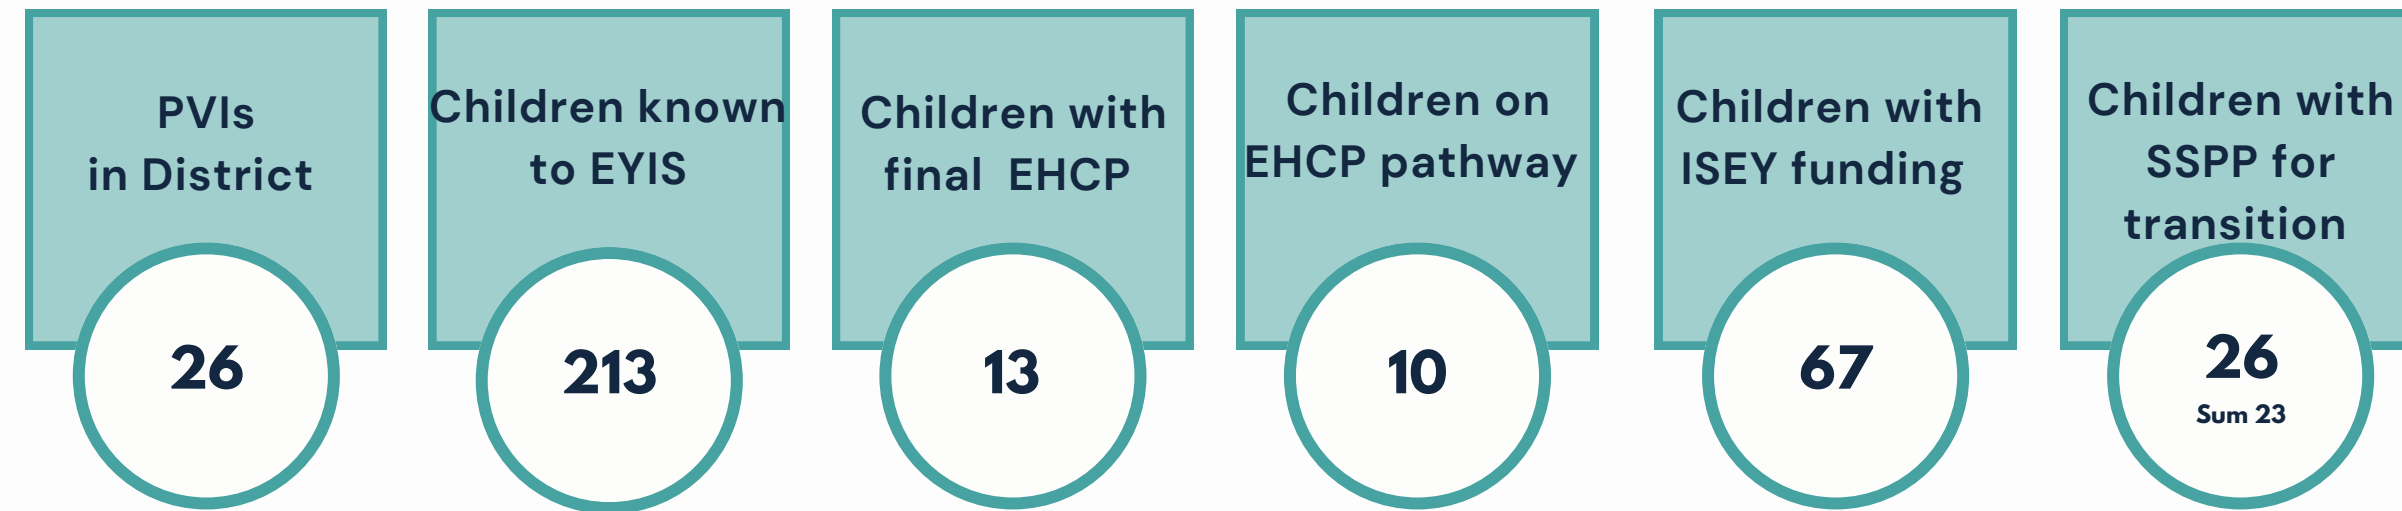 PVIs
in District
26
Children known
to EYIS
213
Children with
final  EHCP
13
Children on
EHCP pathway
10
Children with
ISEY funding
67
Children with
SSPP for
transition
26
Sum 23